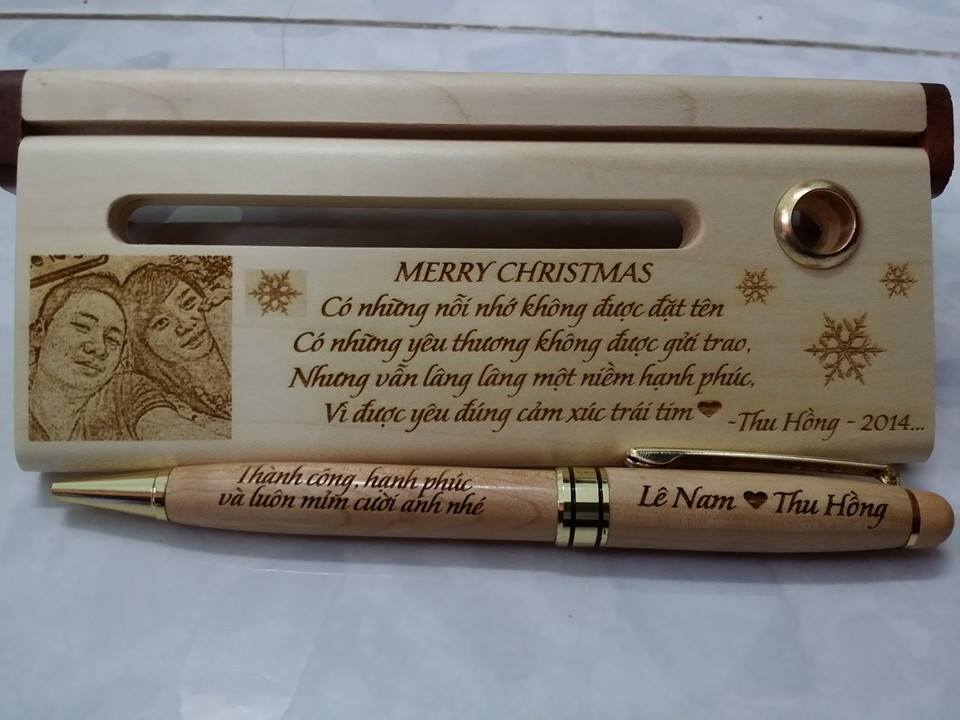 MERRY CHRISTMAS
Có những nỗi nhớ không được đặt tên
Có những yêu thương không được gửi trao,
Nhưng vẫn lâng lâng một niềm hạnh phúc,
Vì được yêu đúng cảm xúc trái tim
-Thu Hồng - 2014...
Thành công, hạnh phúc
và luôn mỉm cười anh nhé
Lê Nam ❤ Thu Hồng